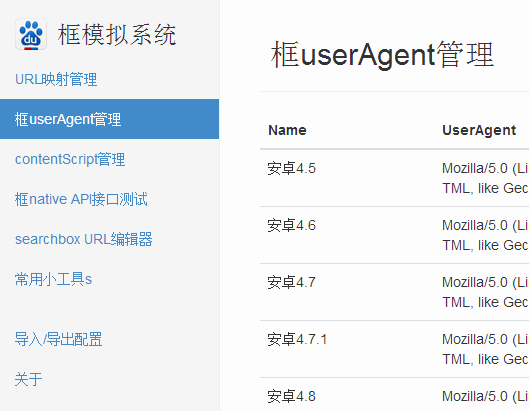 du
框模拟系统
URL映射管理
框userAgent管理
contentScript管理
框native API接口测试
searchbox URL编辑器
常用小工具s
导入/导出配置
关于
框userAgent管理
Name UserAgent
安卓4.5 Mozilla/5.0 (Li
TML, like Gec
安卓4.6 Mozilla/5.0 (Li
TML, like Gec
安卓4.7 Mozilla/5.0 (Li
TML, like Gec
安卓4.7.1 Mozilla/5.0 (Li
TML, like Gec
安卓4.8 Mozilla/5.0 (Li